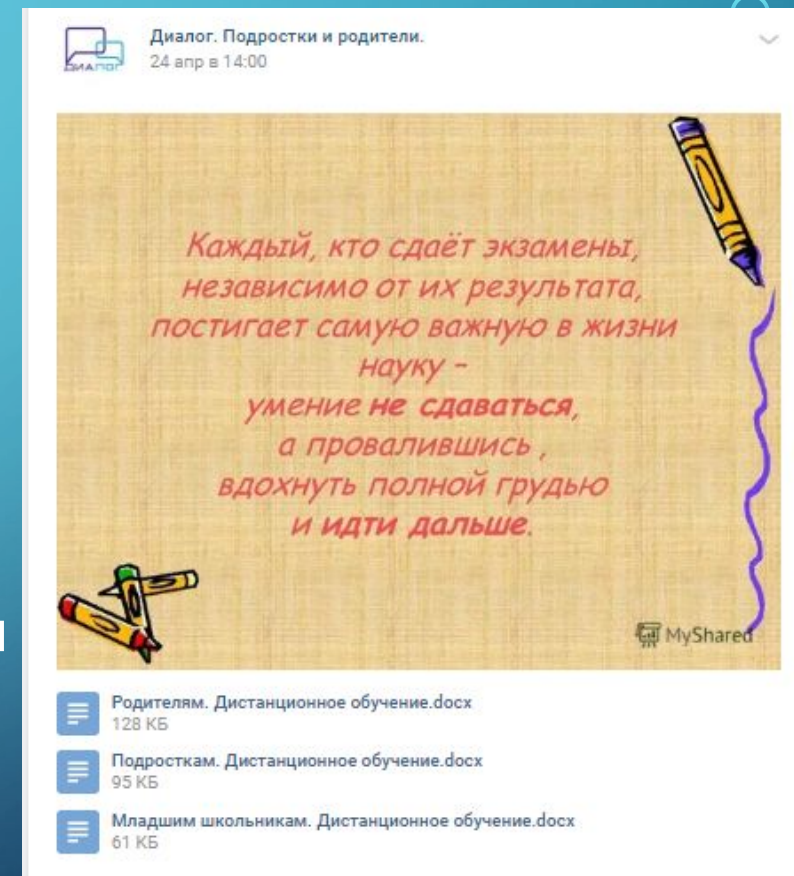 Диалог. Подростки и родители.
24 апр в 14:00
ДИАЛОГ
Каждый, кто сдаёт экзамены,
независимо от их результата,
постигает самую важную в жизни
науку –
умение не сдаваться,
а провалившись ,
вдохнуть полной грудью
и идти дальше.
MyShared
Родителям. Дистанционное обучение.docx
128 КБ
Подросткам. Дистанционное обучение.docx
95 КБ
Младшим школьникам. Дистанционное обучение.docx
61 КБ